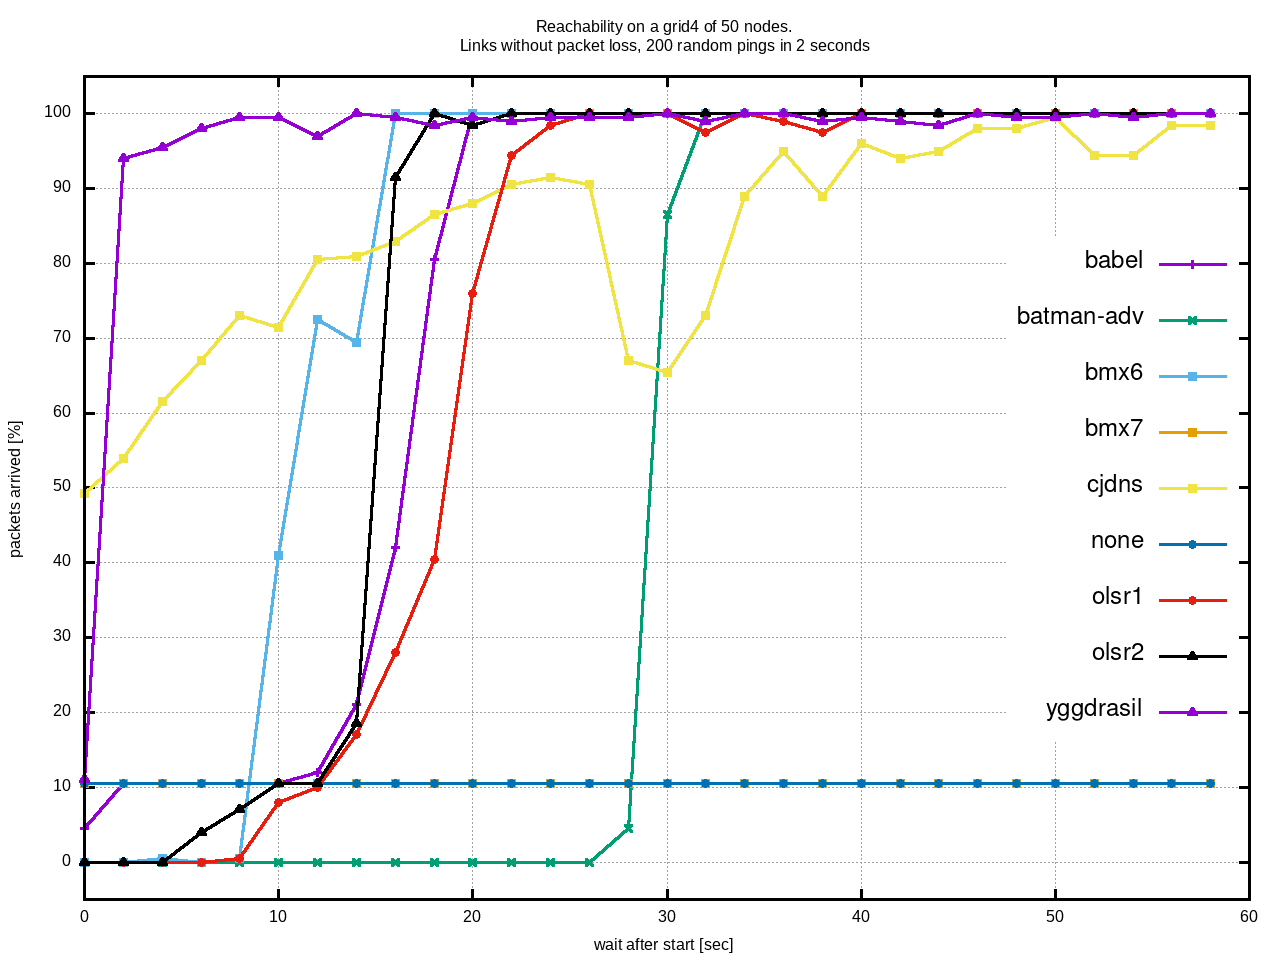 Reachability on a grid4 of 50 nodes.
Links without packet loss, 200 random pings in 2 seconds
100
90
80
70
60
50
40
30
20
10
0
packets arrived [%]
babel
batman-adv
bmx6
bmx7
cjdns
none
olsr1
olsr2
yggdrasil
0 10 20 30 40 50 60
wait after start [sec]